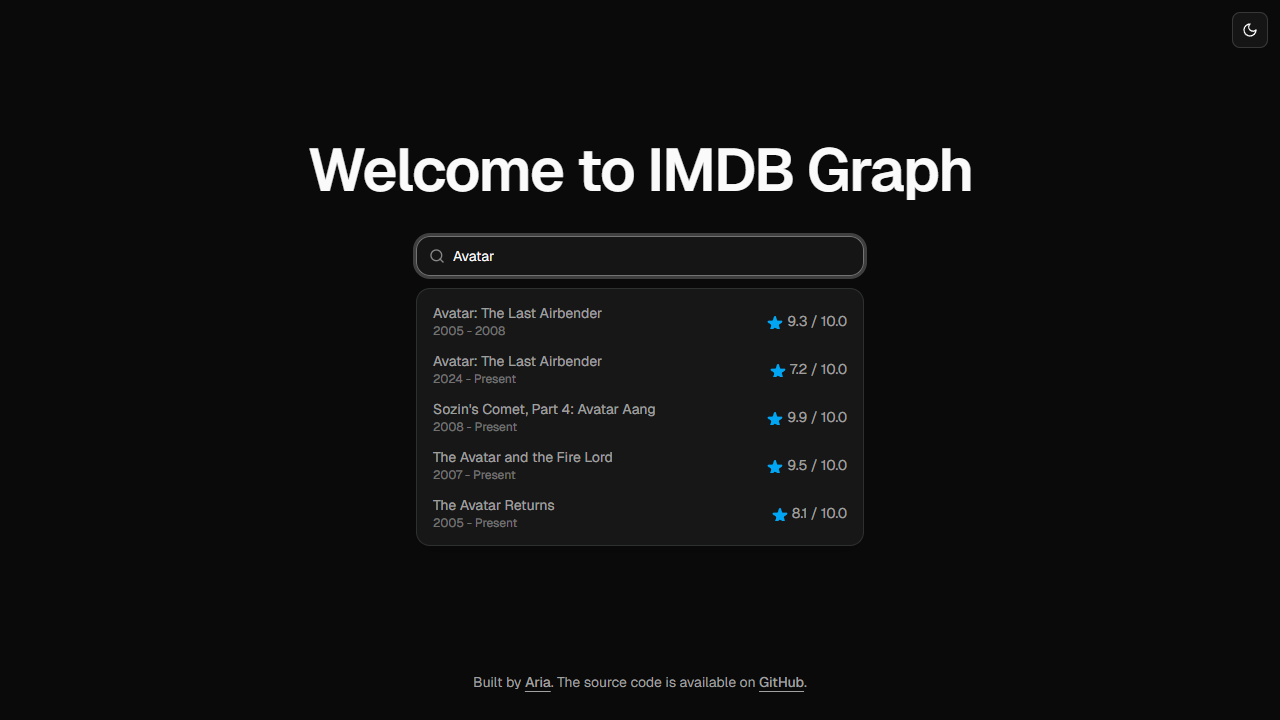 Welcome to IMDB Graph
Avatar
Avatar: The Last Airbender
9.3 / 10.0
2005 - 2008
Avatar: The Last Airbender
7.2 / 10.0
2024 - Present
Sozin's Comet, Part 4: Avatar Aang
9.9 / 10.0
2008 - Present
The Avatar and the Fire Lord
9.5 / 10.0
2007 - Present
The Avatar Returns
8.1 / 10.0
2005 - Present
Built by Aria. The source code is available on GitHub.